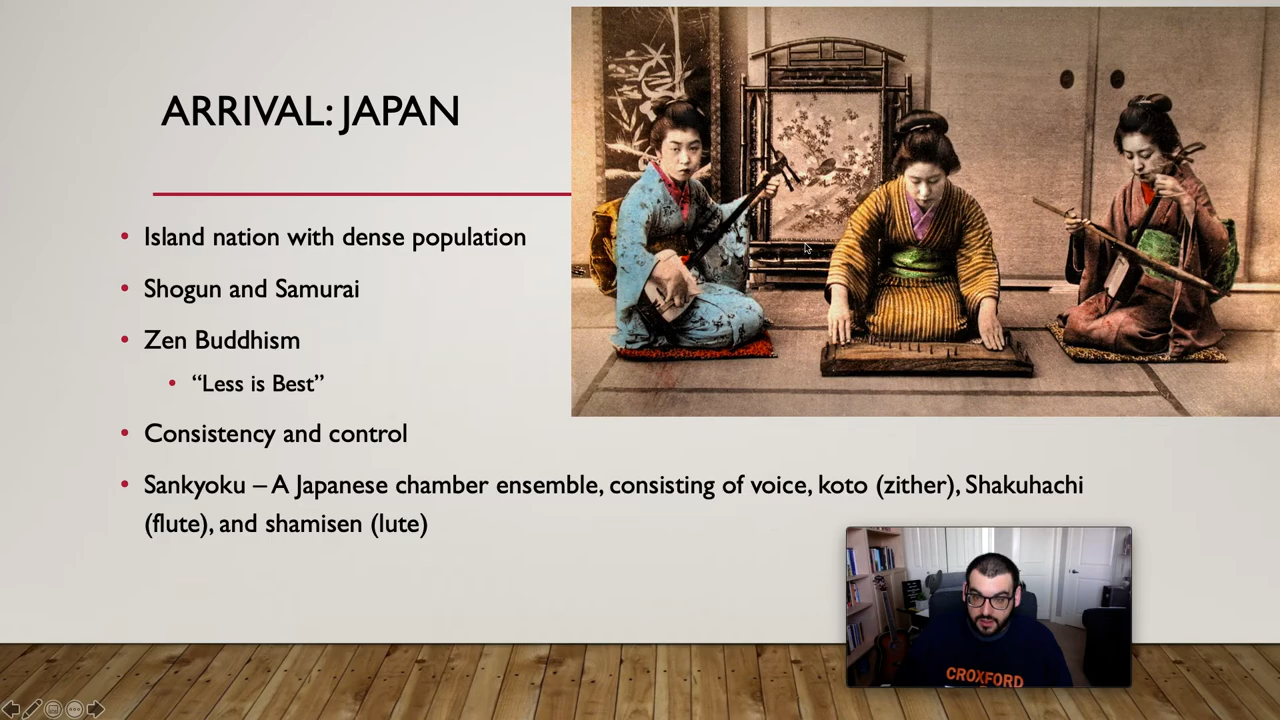 ARRIVAL: JAPAN
• Island nation with dense population
• Shogun and Samurai
• Zen Buddhism
• “Less is Best”
• Consistency and control
• Sankyoku – A Japanese chamber ensemble, consisting of voice, koto (zither), Shakuhachi
(flute), and shamisen (lute)
CROXFORD